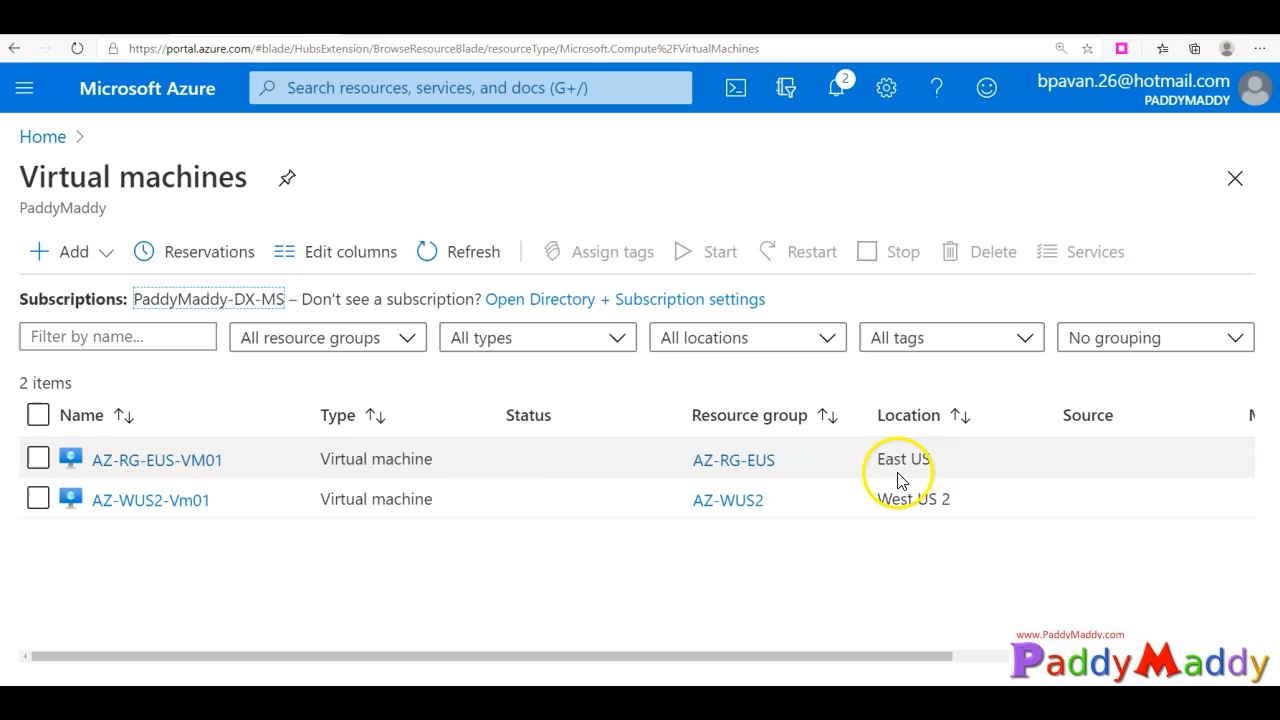 https://portal.azure.com/#blade/HubsExtension/BrowseResourceBlade/resourceType/Microsoft.Compute%2FVirtualMachines
Microsoft Azure
Search resources, services, and docs (G+/)
2
bpavan.26@hotmail.com
PADDYMADDY
Home
Virtual machines
PaddyMaddy
Add Reservations Edit columns Refresh Assign tags Start Restart Stop Delete Services
Subscriptions: PaddyMaddy-DX-MS – Don't see a subscription? Open Directory + Subscription settings
Filter by name... All resource groups All types All locations All tags No grouping
2 items
Name Type Status Resource group Location Source
AZ-RG-EUS-VM01 Virtual machine AZ-RG-EUS East US
AZ-WUS2-Vm01 Virtual machine AZ-WUS2 West US 2
www.PaddyMaddy.com
PaddyMaddy